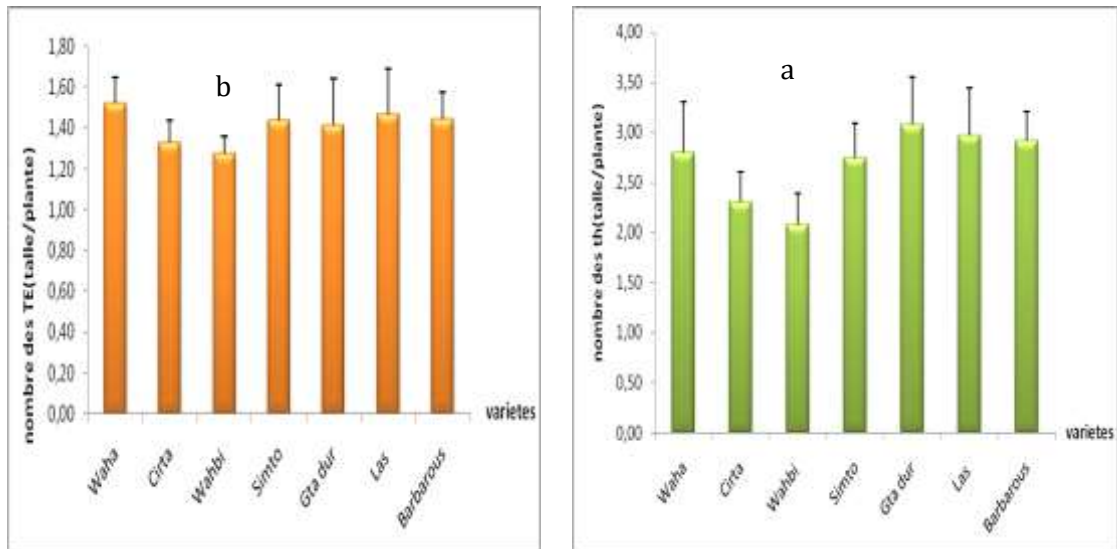 nombre des TE(talle/plante)
1,80
1,60
1,40
1,20
1,00
0,80
0,60
0,40
0,20
0,00
b
varietes
Waha
Cirta
Wahbi
Simto
Gta dur
Las
Barbarous
nombre des th(talle/plante)
4,00
3,50
3,00
2,50
2,00
1,50
1,00
0,50
0,00
a
varietes
Waha
Cirta
Wahbi
Simto
Gta dur
Las
Barbarous